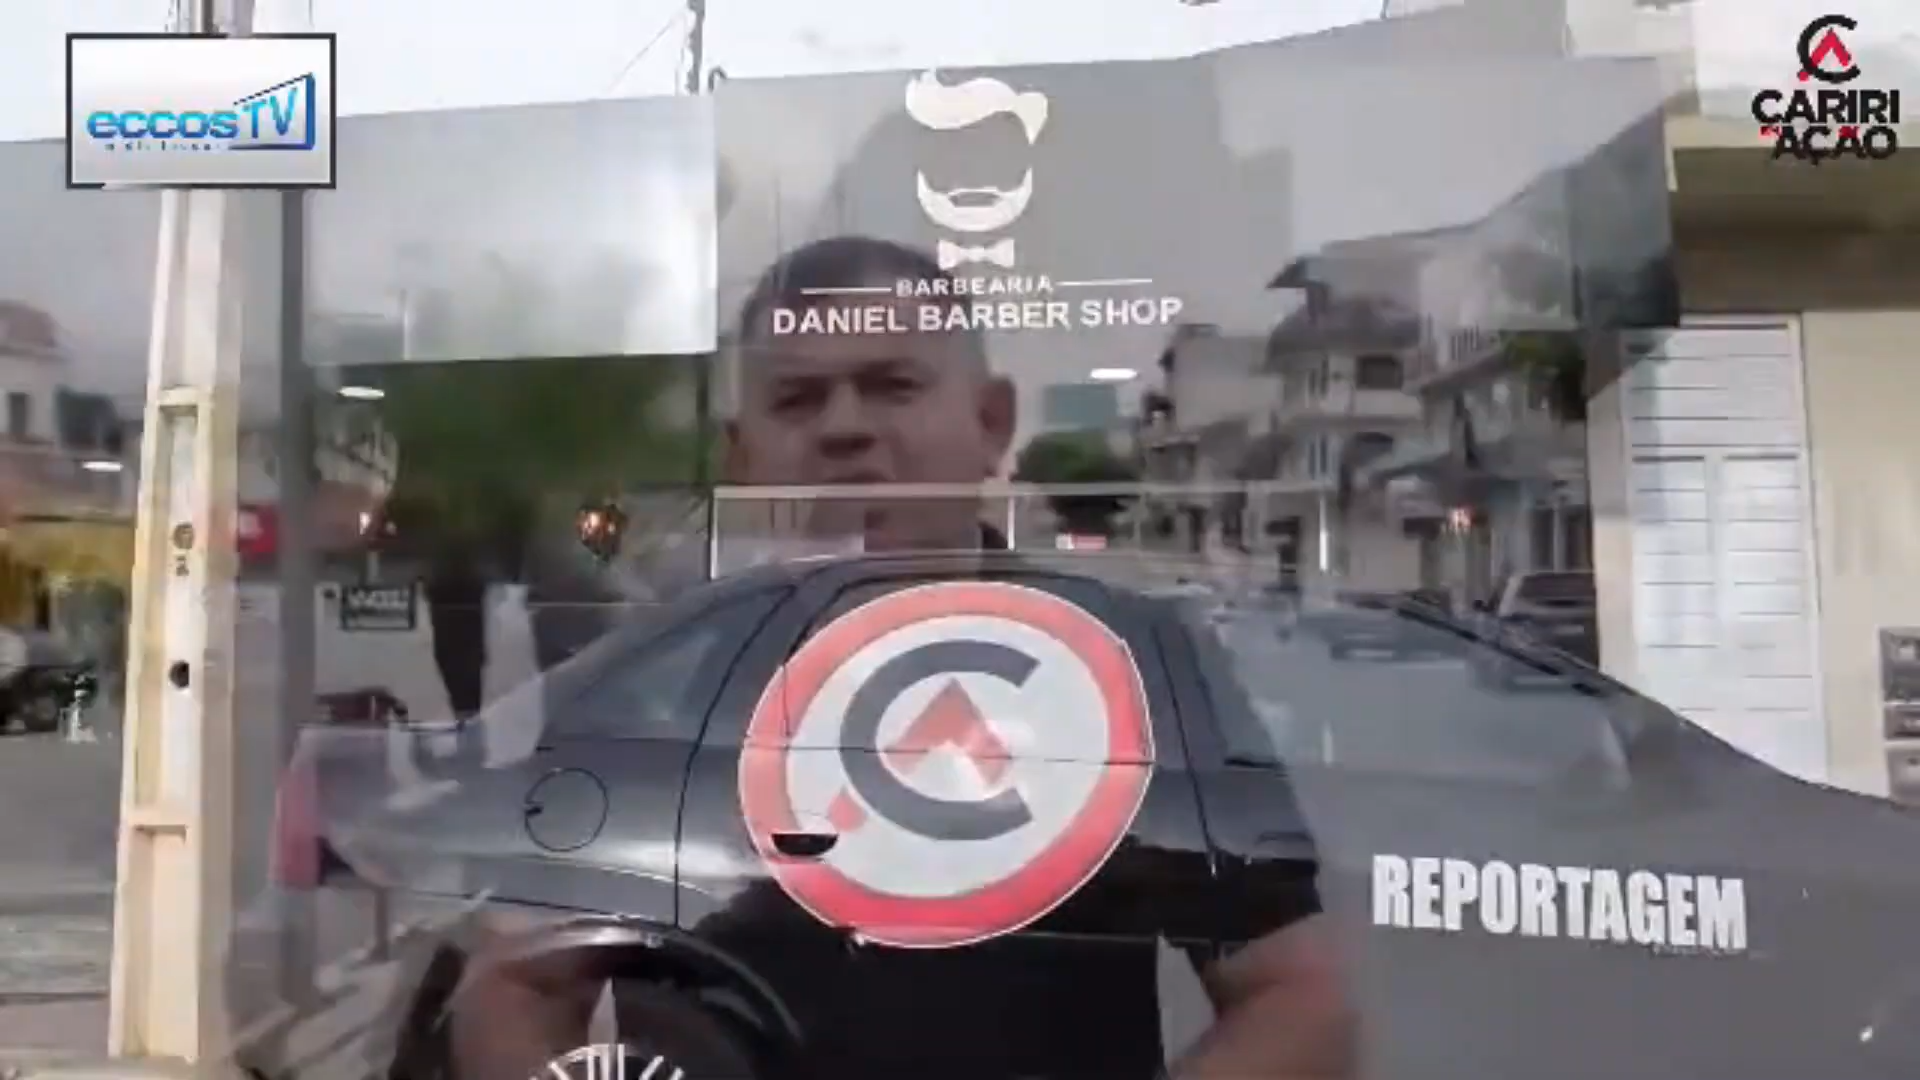 eccosTV
CARIRI
AÇÃO
BARBEARIA
DANIEL BARBER SHOP
REPORTAGEM